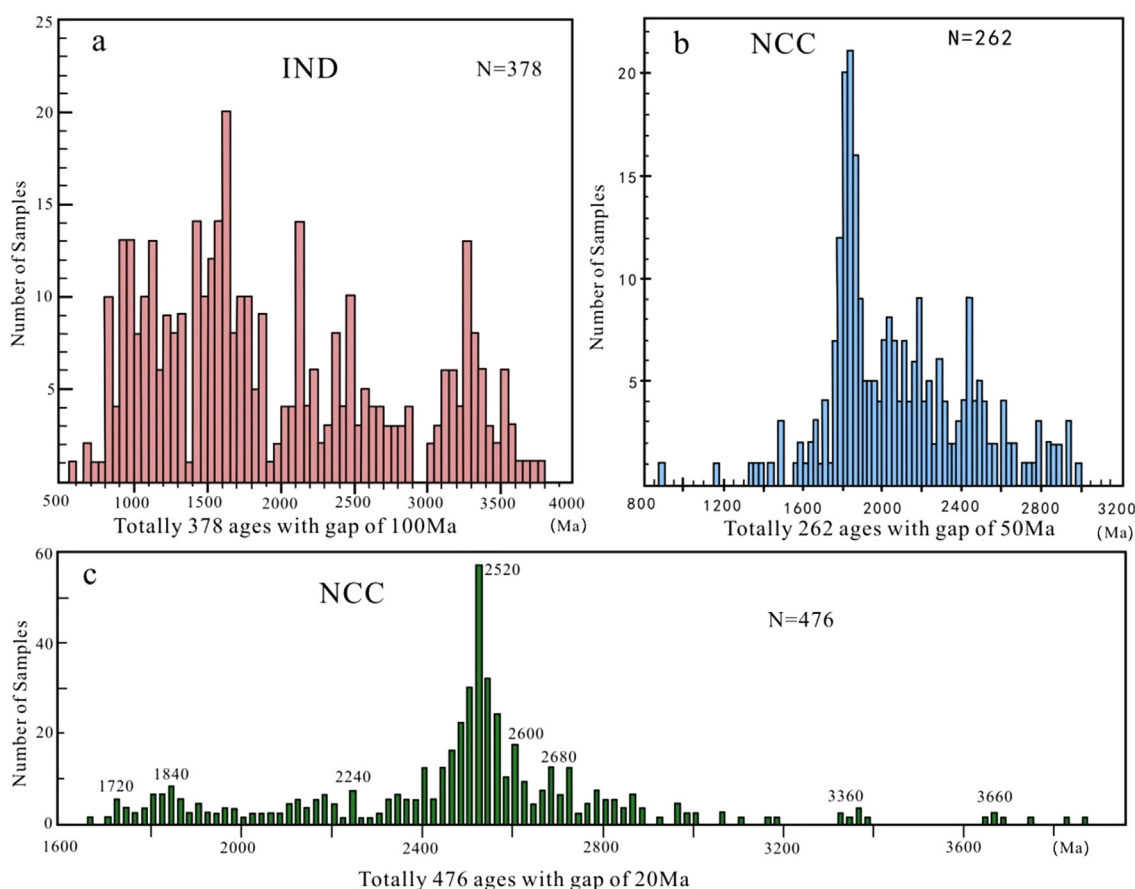 a
IND
N=378
Number of Samples
25
20
15
10
5
500 1000 1500 2000 2500 3000 3500 4000
(Ma)
Totally 378 ages with gap of 100Ma
b
NCC
N=262
Number of Samples
20
15
10
5
800 1200 1600 2000 2400 2800 3200
(Ma)
Totally 262 ages with gap of 50Ma
c
NCC
N=476
Number of Samples
60
40
20
0
2520
2600
2680
1720
1840
2240
3360
3660
1600 2000 2400 2800 3200 3600 (Ma)
Totally 476 ages with gap of 20Ma